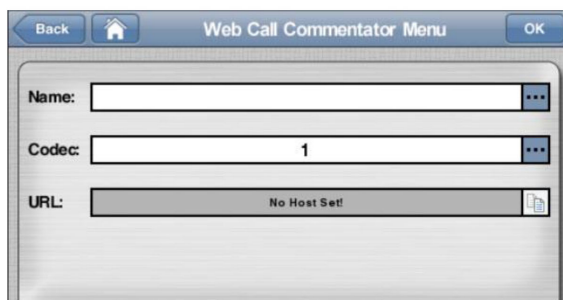 Back Web Call Commentator Menu OK
Name: ...
Codec: 1 ...
URL: No Host Set!